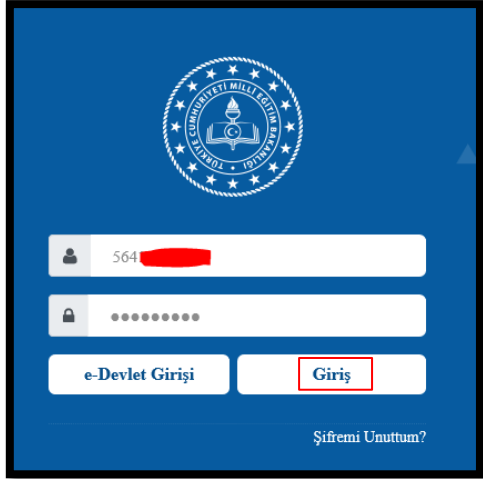 TÜRKİYE CUMHURİYETİ MİLLİ EĞİTİM BAKANLIĞI
564
●●●●●●●●●
e-Devlet Girişi
Giriş
Şifremi Unuttum?